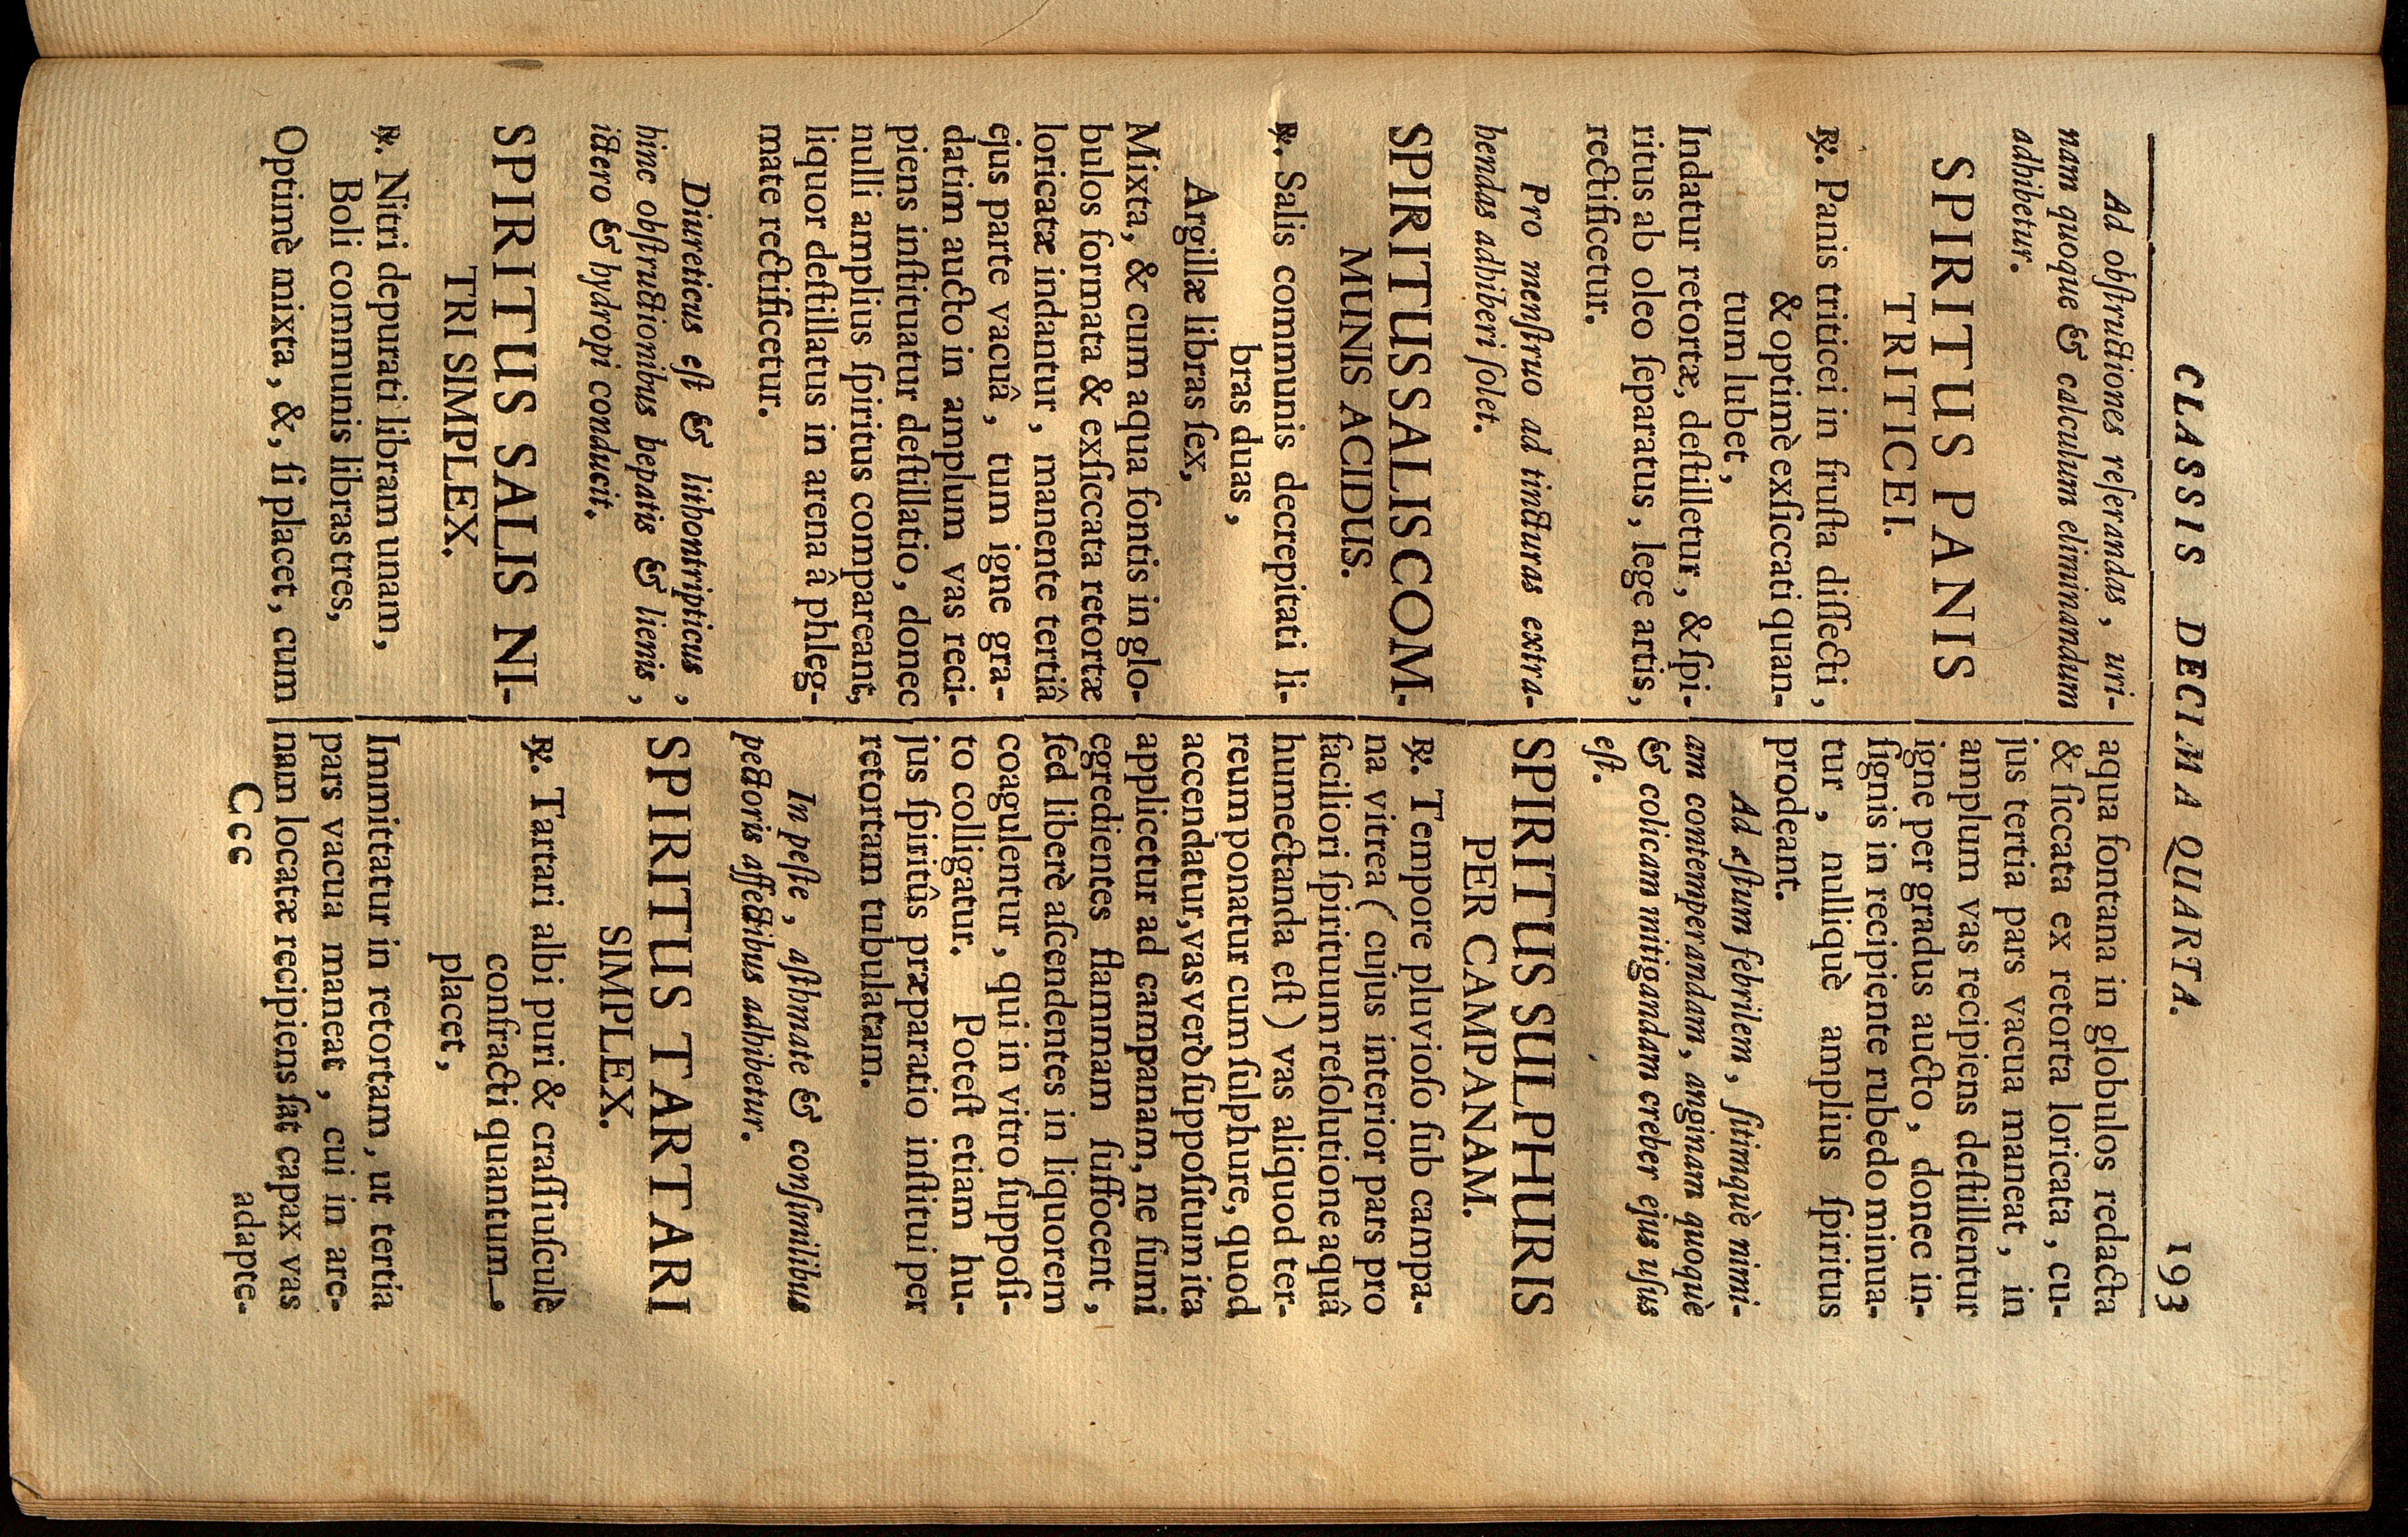 CLASSIS DECIMA QUARTA. 193
Ad obſtructiones reſerandas, uri-
nam quoque & calculum eliminandum
adhibetur.
SPIRITUS PANIS
TRITICEI.
℞. Panis triticei in fruſta diſſecti,
& optimè exſiccati quan-
tum lubet,
Indatur retortæ, deſtilletur, & ſpi-
ritus ab oleo ſeparatus, lege artis,
rectificetur.
Pro menſtruo ad tincturas extra-
hendas adhiberi ſolet.
SPIRITUS SALIS COM-
MUNIS ACIDUS.
℞. Salis communis decrepitati li-
bras duas,
Argillæ libras ſex,
Mixta, & cum aqua fontis in glo-
bulos formata & exſiccata retortæ
loricatæ indantur, manente tertiâ
ejus parte vacuâ, tum igne gra-
datim aucto in amplum vas reci-
piens inſtituatur deſtillatio, donec
nulli amplius ſpiritus compareant,
liquor deſtillatus in arena â phleg-
mate rectificetur.
Diureticus eſt & lithontripticus,
hinc obſtructionibus hepatis & lienis,
ictero & hydropi conducit.
SPIRITUS SALIS NI-
TRI SIMPLEX.
℞. Nitri depurati libram unam,
Boli communis libras tres,
Optimè mixta, &, ſi placet, cum
aqua fontana in globulos redacta
& ſiccata ex retorta loricata, cu-
jus tertia pars vacua maneat, in
amplum vas recipiens deſtillentur
igne per gradus aucto, donec in-
ſignis in recipiente rubedo minua-
tur, nulliquè amplius ſpiritus
prodeant.
Ad æſtum febrilem, ſitimquè nimi-
am contemperandam, anginam quoquè
& colicam mitigandam creber ejus uſus
eſt.
SPIRITUS SULPHURIS
PER CAMPANAM.
℞. Tempore pluvioſo ſub campa-
na vitrea ( cujus interior pars pro
faciliori ſpirituum reſolutione aquâ
humectanda eſt ) vas aliquod ter-
reum ponatur cum ſulphure, quod
accendatur, vas verò ſuppoſitum ita
applicetur ad campanam, ne fumi
egredientes flammam ſuffocent,
ſed liberè aſcendentes in liquorem
coagulentur, qui in vitro ſuppoſi-
to colligatur. Poteſt etiam hu-
jus ſpiritûs præparatio inſtitui per
retortam tubulatam.
In peſte, aſthmate & conſimilibus
pectoris affectibus adhibetur.
SPIRITUS TARTARI
SIMPLEX.
℞. Tartari albi puri & craſſiuſculè
confracti quantum
placet,
Immittatur in retortam, ut tertia
pars vacua maneat, cui in are-
nam locatæ recipiens ſat capax vas
Ccc adapte-